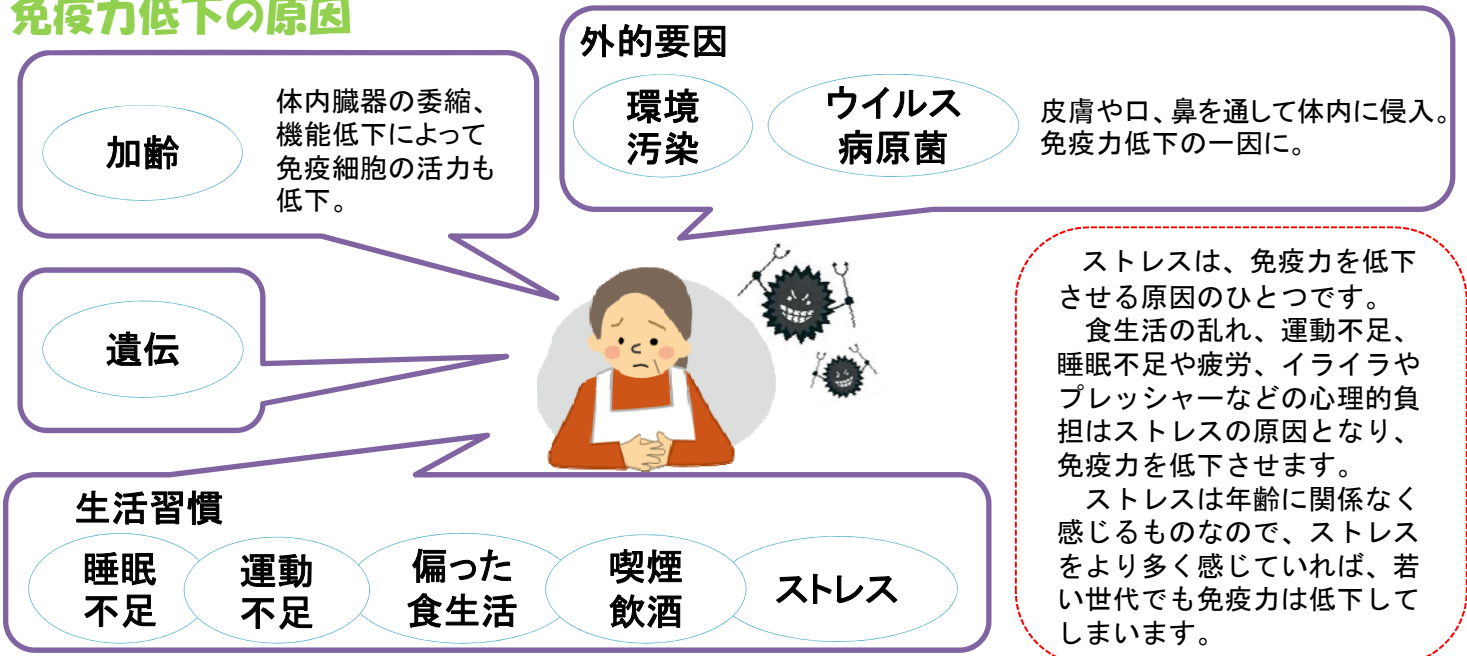 免疫力低下の原因
加齢
体内臓器の委縮、
機能低下によって
免疫細胞の活力も
低下。
外的要因
環境
汚染
ウイルス
病原菌
皮膚や口、鼻を通して体内に侵入。
免疫力低下の一因に。
遺伝
生活習慣
睡眠
不足
運動
不足
偏った
食生活
喫煙
飲酒
ストレス
ストレスは、免疫力を低下
させる原因のひとつです。
食生活の乱れ、運動不足、
睡眠不足や疲労、イライラや
プレッシャーなどの心理的負
担はストレスの原因となり、
免疫力を低下させます。
ストレスは年齢に関係なく
感じるものなので、ストレス
をより多く感じていれば、若
い世代でも免疫力は低下して
しまいます。